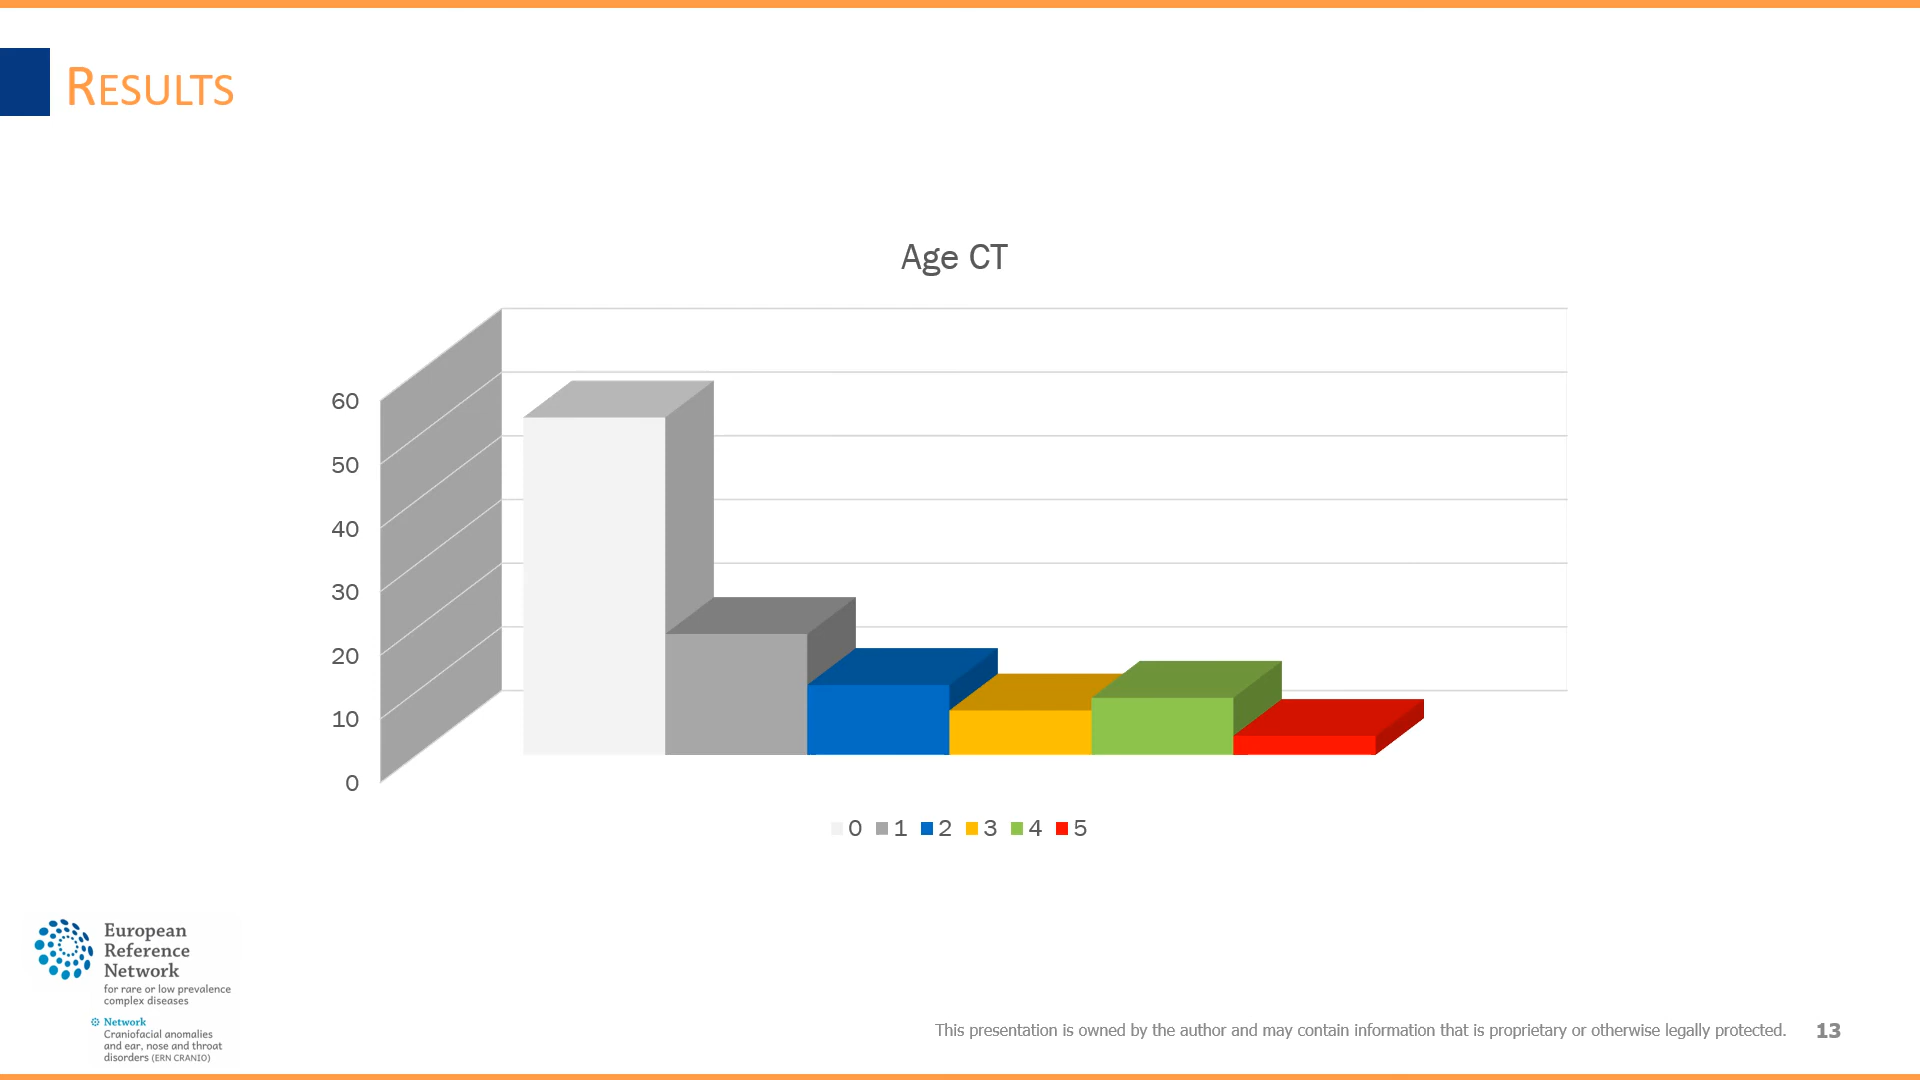 RESULTS
Age CT
60
50
40
30
20
10
0
0 1 2 3 4 5
European
Reference
Network
for rare or low prevalence
complex diseases
Network
Craniofacial anomalies
and ear, nose and throat
disorders (ERN CRANIO)
This presentation is owned by the author and may contain information that is proprietary or otherwise legally protected. 13